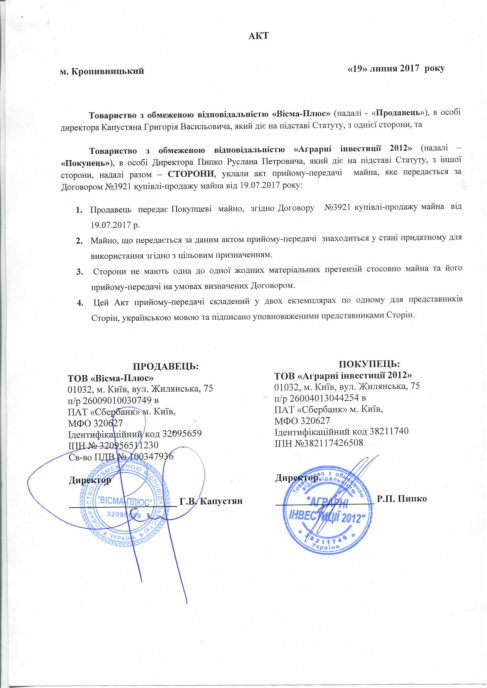 АКТ
м. Кропивницький «19» липня 2017 року
Товариство з обмеженою відповідальністю «Вісма-Плюс» (надалі - «Продавець»), в особі
директора Капустяна Григорія Васильовича, який діє на підставі Статуту, з однієї сторони, та
Товариство з обмеженою відповідальністю «Аграрні інвестиції 2012» (надалі –
«Покупець»), в особі Директора Пипко Руслана Петровича, який діє на підставі Статуту, з іншої
сторони, надалі разом – СТОРОНИ, уклали акт прийому-передачі майна, яке передається за
Договором №3921 купівлі-продажу майна від 19.07.2017 року:
1. Продавець передає Покупцеві майно, згідно Договору №3921 купівлі-продажу майна від
19.07.2017 р.
2. Майно, що передається за даним актом прийому-передачі знаходиться у стані придатному для
використання згідно з цільовим призначенням.
3. Сторони не мають одна до одної жодних матеріальних претензій стосовно майна та його
прийому-передачі на умовах визначених Договором.
4. Цей Акт прийому-передачі складений у двох екземплярах по одному для представників
Сторін, українською мовою та підписано уповноваженими представниками Сторін.
ПРОДАВЕЦЬ:
ТОВ «Вісма-Плюс»
01032, м. Київ, вул. Жилянська, 75
п/р 26009010030749 в
ПАТ «Сбербанк» м. Київ,
МФО 320627
Ідентифікаційний код 32095659
ІПН № 320956511230
Св-во ПДВ № 100347936
Директор
Г.В. Капустян
"ВІСМА-ПЛЮС"
32095659
УКРАЇНА
ПОКУПЕЦЬ:
ТОВ «Аграрні інвестиції 2012»
01032, м. Київ, вул. Жилянська, 75
п/р 26004013044254 в
ПАТ «Сбербанк» м. Київ,
МФО 320627
Ідентифікаційний код 38211740
ІПН №382117426508
Директор
Р.П. Пипко
Товариство з обмеженою відповідальністю
"АГРАРНІ
ІНВЕСТИЦІЇ 2012"
38211740
Україна